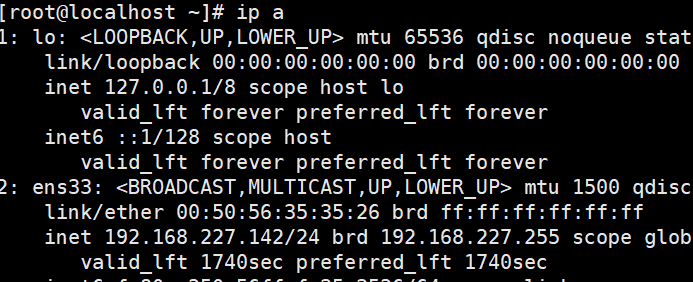 [root@localhost ~]# ip a
1: lo: <LOOPBACK,UP,LOWER_UP> mtu 65536 qdisc noqueue stat
link/loopback 00:00:00:00:00:00 brd 00:00:00:00:00:00
inet 127.0.0.1/8 scope host lo
valid_lft forever preferred_lft forever
inet6 ::1/128 scope host
valid_lft forever preferred_lft forever
2: ens33: <BROADCAST,MULTICAST,UP,LOWER_UP> mtu 1500 qdisc
link/ether 00:50:56:35:35:26 brd ff:ff:ff:ff:ff:ff
inet 192.168.227.142/24 brd 192.168.227.255 scope glob
valid_lft 1740sec preferred_lft 1740sec